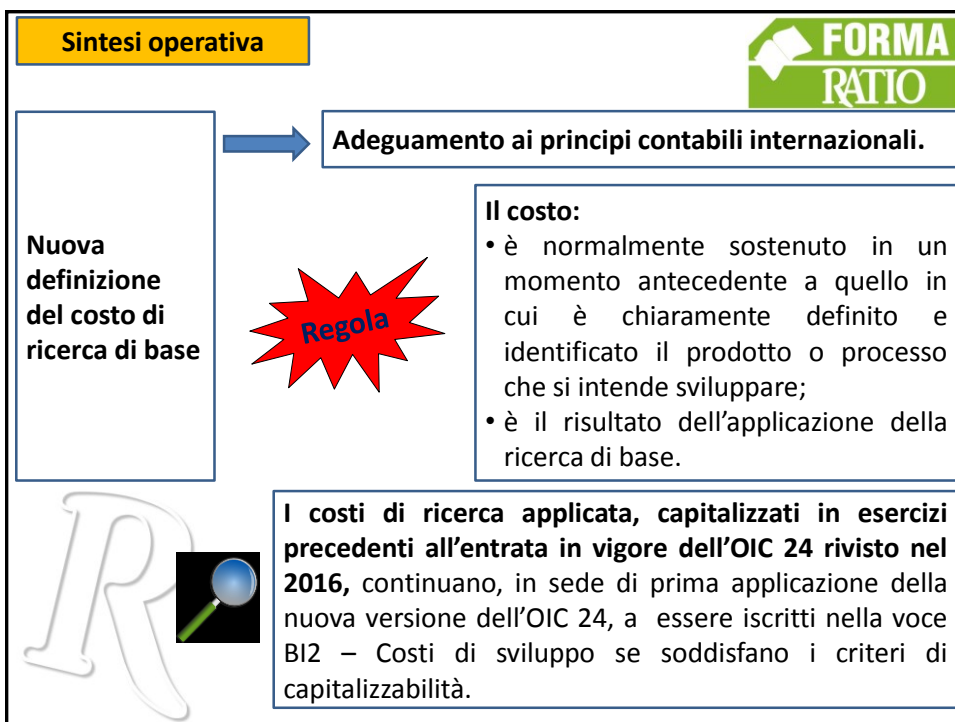 Sintesi operativa
FORMA
RATIO
Adeguamento ai principi contabili internazionali.
Nuova
definizione
del costo di
ricerca di base
Regola
Il costo:
• è normalmente sostenuto in un
momento antecedente a quello in
cui è chiaramente definito e
identificato il prodotto o processo
che si intende sviluppare;
• è il risultato dell’applicazione della
ricerca di base.
R
I costi di ricerca applicata, capitalizzati in esercizi
precedenti all’entrata in vigore dell’OIC 24 rivisto nel
2016, continuano, in sede di prima applicazione della
nuova versione dell’OIC 24, a essere iscritti nella voce
BI2 – Costi di sviluppo se soddisfano i criteri di
capitalizzabilità.